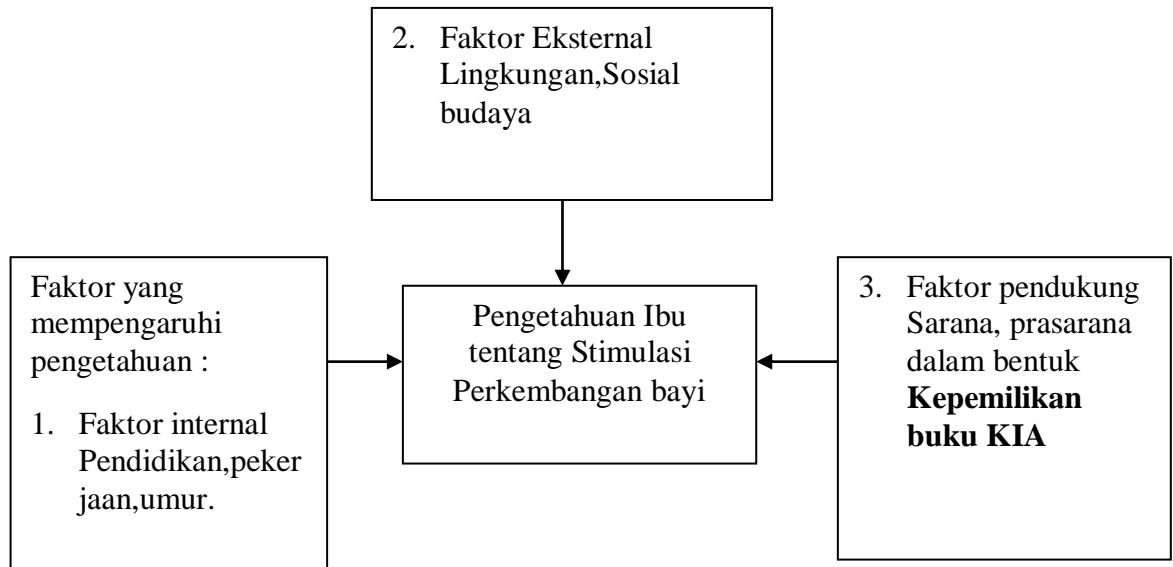 2. Faktor Eksternal
Lingkungan,Sosial
budaya
Faktor yang
mempengaruhi
pengetahuan :
1. Faktor internal
Pendidikan,peker
jaan,umur.
Pengetahuan Ibu
tentang Stimulasi
Perkembangan bayi
3. Faktor pendukung
Sarana, prasarana
dalam bentuk
Kepemilikan
buku KIA